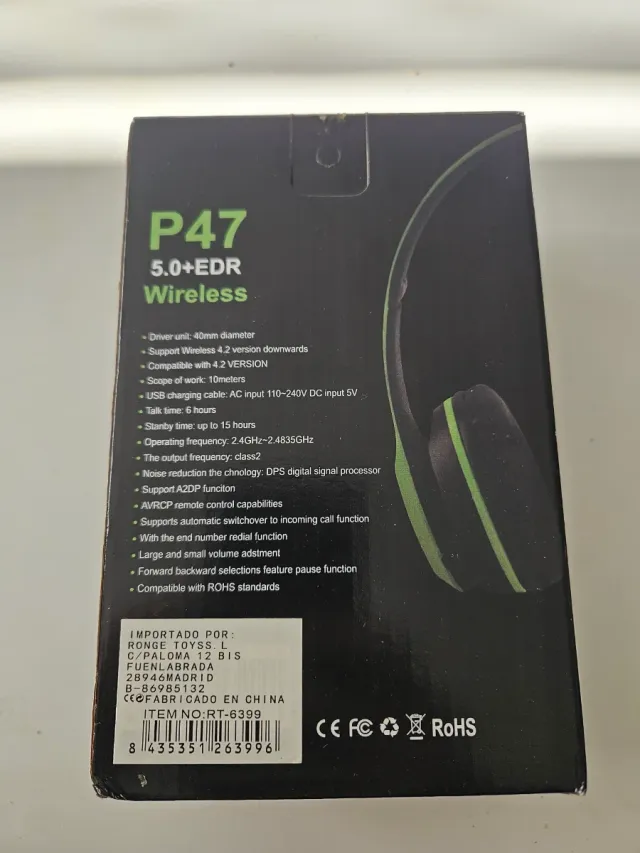 P47
5.0+EDR
Wireless
Driver unit: 40mm diameter
Support Wireless 4.2 version downwards
Compatible with 4.2 VERSION
Scope of work: 10meters
USB charging cable: AC input 110~240V DC input 5V
Talk time: 6 hours
Stanby time: up to 15 hours
Operating frequency: 2.4GHz~2.4835GHz
The output frequency: class2
Noise reduction the chnology: DPS digital signal processor
Support A2DP funciton
AVRCP remote control capabilities
Supports automatic switchover to incoming call function
With the end number redial function
Large and small volume adstment
Forward backward selections feature pause function
Compatible with ROHS standards
IMPORTADO POR:
RONGE TOYSS.L
C/PALOMA 12 BIS
FUENLABRADA
28946MADRID
B-86985132
CE FABRICADO EN CHINA
ITEM NO:RT-6399
8 435351 263996
CE FC RoHS